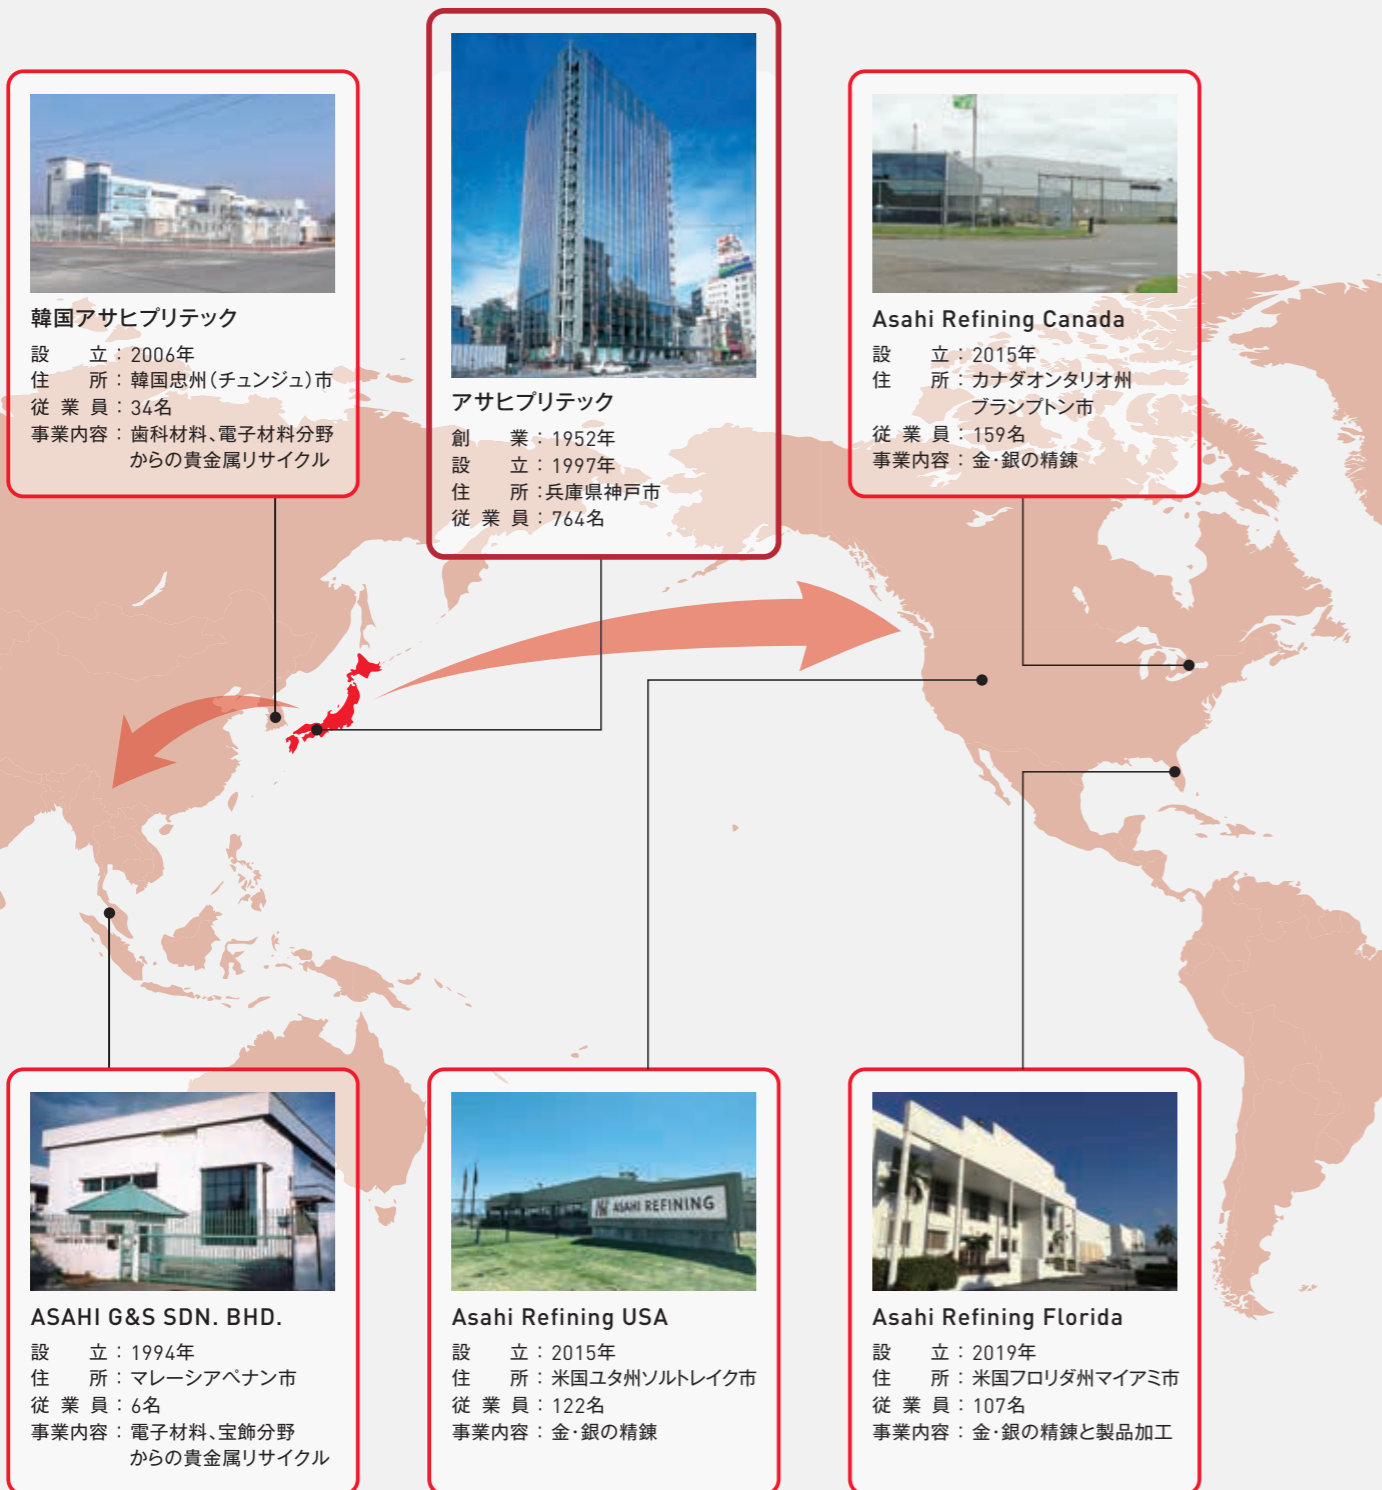 韓国アサヒプリテック
設　立：2006年
住　所：韓国忠州（チュンジュ）市
従業員：34名
事業内容：歯科材料、電子材料分野
からの貴金属リサイクル
アサヒプリテック
創　業：1952年
設　立：1997年
住　所：兵庫県神戸市
従業員：764名
Asahi Refining Canada
設　立：2015年
住　所：カナダオンタリオ州
ブランプトン市
従業員：159名
事業内容：金・銀の精錬
ASAHI G&S SDN. BHD.
設　立：1994年
住　所：マレーシアペナン市
従業員：6名
事業内容：電子材料、宝飾分野
からの貴金属リサイクル
ASAHI REFINING
Asahi Refining USA
設　立：2015年
住　所：米国ユタ州ソルトレイク市
従業員：122名
事業内容：金・銀の精錬
Asahi Refining Florida
設　立：2019年
住　所：米国フロリダ州マイアミ市
従業員：107名
事業内容：金・銀の精錬と製品加工